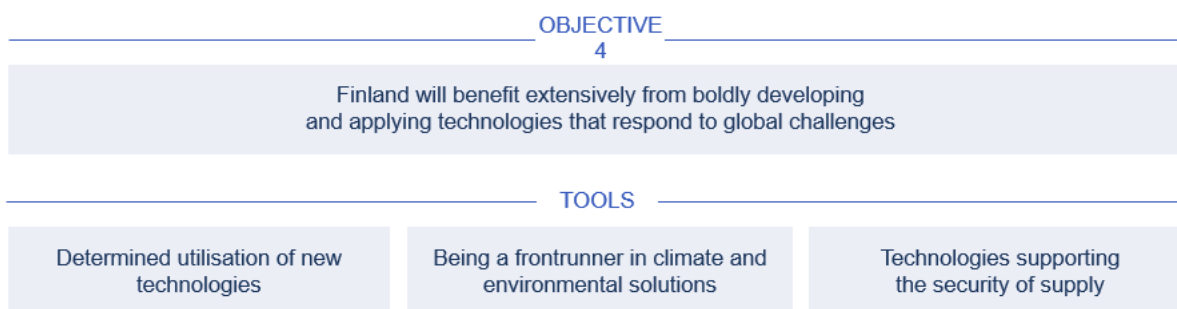 OBJECTIVE
4
Finland will benefit extensively from boldly developing
and applying technologies that respond to global challenges
TOOLS
Determined utilisation of new
technologies
Being a frontrunner in climate and
environmental solutions
Technologies supporting
the security of supply